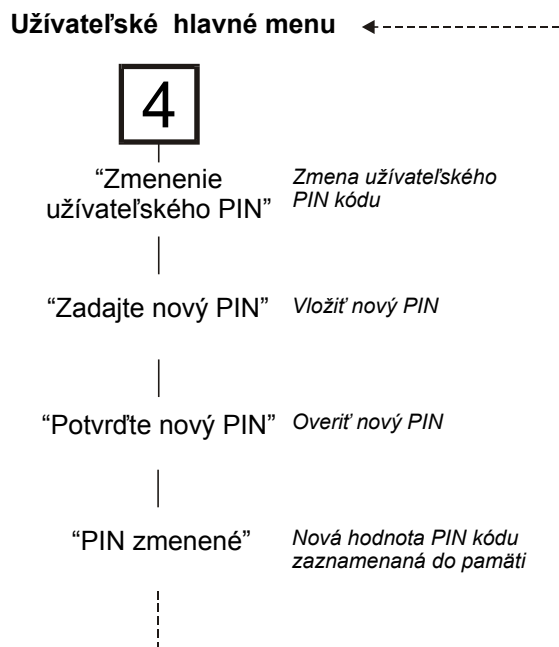 Užívateľské hlavné menu
4
“Zmenenie
užívateľského PIN”
Zmena užívateľského
PIN kódu
“Zadajte nový PIN”
Vložiť nový PIN
“Potvrďte nový PIN”
Overiť nový PIN
“PIN zmenené”
Nová hodnota PIN kódu
zaznamenaná do pamäti